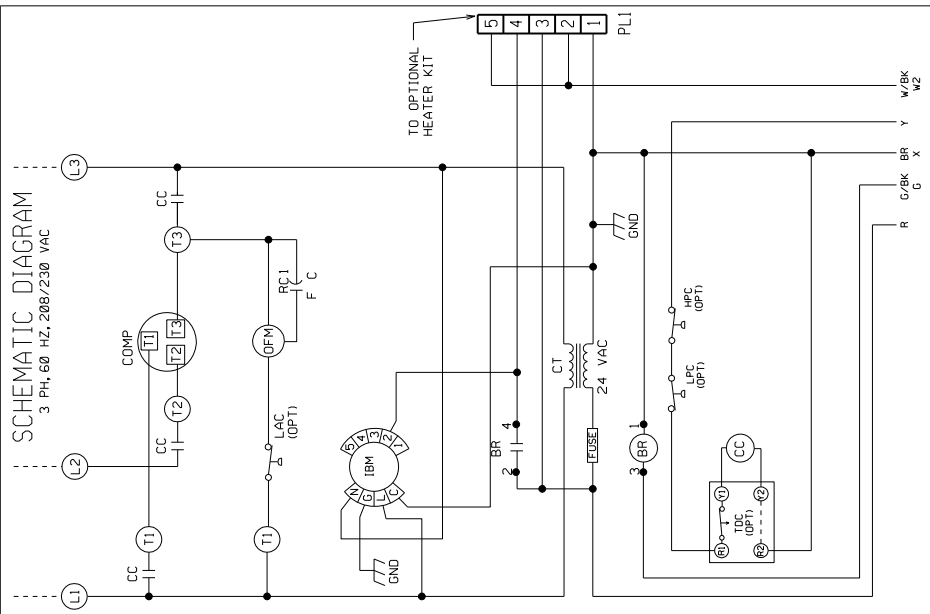 SCHEMATIC DIAGRAM
3 PH, 60 HZ, 208/230 VAC
L3
L2
L1
CC
T3
COMP
T1
T2
T3
T2
CC
T1
CC
RC1
F C
OFM
LAC
(OPT)
T1
TO OPTIONAL
HEATER KIT
5
4
3
2
1
PL1
IBM
5
4
3
2
1
N
G
L
C
GND
CT
24 VAC
FUSE
BR
4
2
GND
BR
1
3
HPC
(OPT)
LPC
(OPT)
CC
Y1
Y2
TDC
(OPT)
R1
R2
W/BK
W2
Y
BR
X
G/BK
G
R